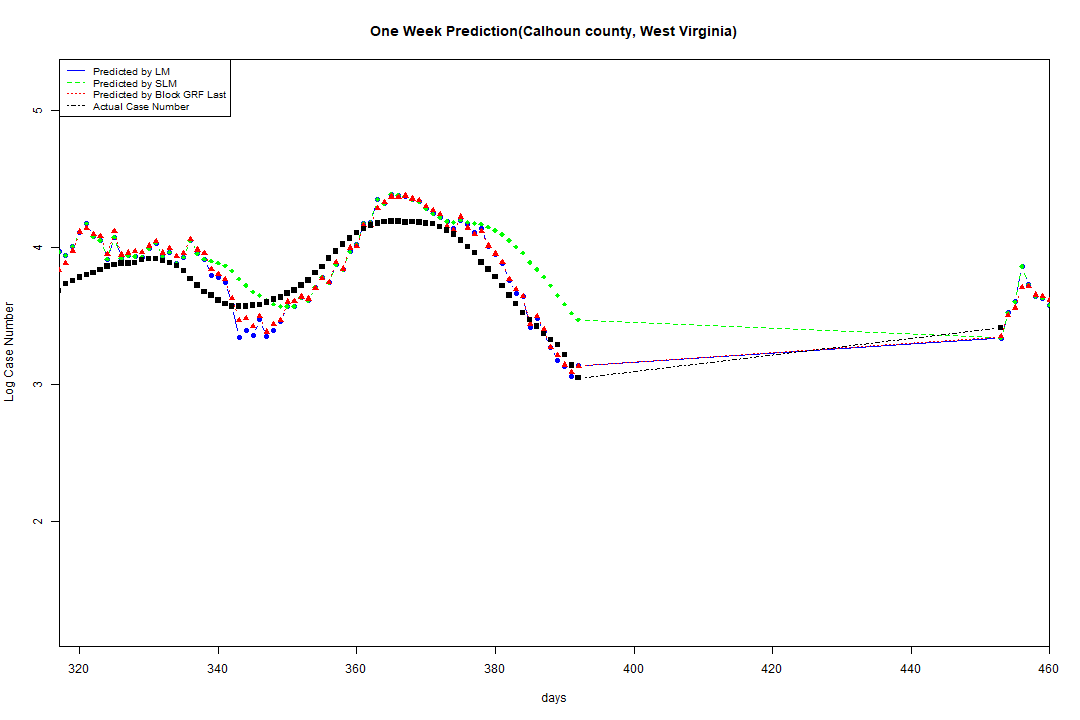 One Week Prediction(Calhoun county, West Virginia)
Predicted by LM
Predicted by SLM
Predicted by Block GRF Last
Actual Case Number
5
4
3
2
Log Case Number
320 340 360 380 400 420 440 460
days